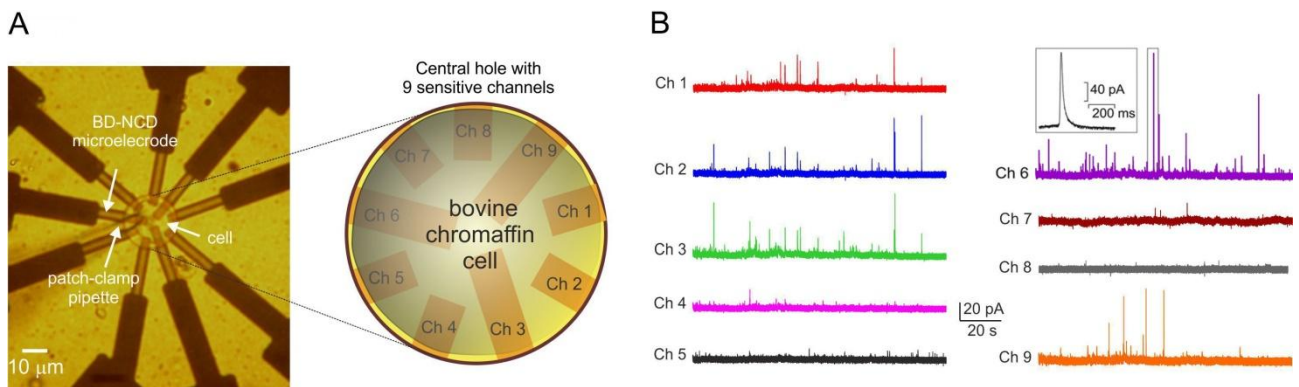 A
BD-NCD
microelecrode
cell
patch-clamp
pipette
10 µm
Central hole with
9 sensitive channels
Ch 8
Ch 9
Ch 7
Ch 1
Ch 6
bovine
chromaffin
cell
Ch 5
Ch 2
Ch 4
Ch 3
B
Ch 1
Ch 2
Ch 3
Ch 4
Ch 5
20 pA
20 s
40 pA
200 ms
Ch 6
Ch 7
Ch 8
Ch 9